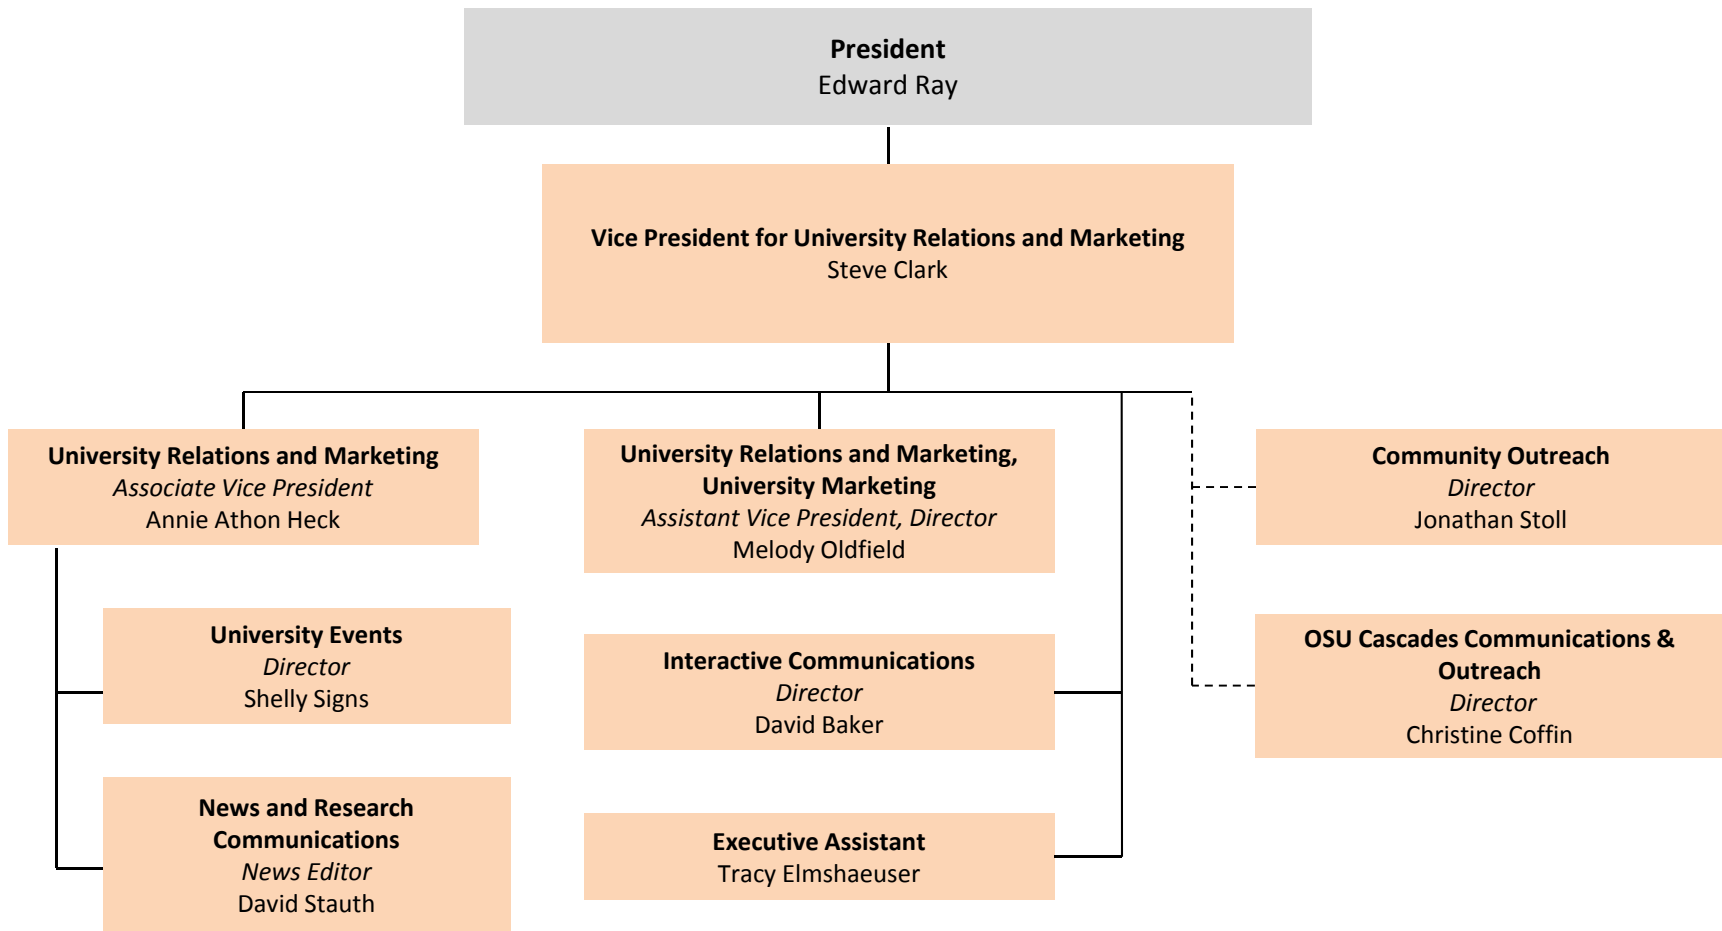 President
Edward Ray
Vice President for University Relations and Marketing
Steve Clark
University Relations and Marketing
Associate Vice President
Annie Athon Heck
University Events
Director
Shelly Signs
News and Research
Communications
News Editor
David Stauth
University Relations and Marketing,
University Marketing
Assistant Vice President, Director
Melody Oldfield
Interactive Communications
Director
David Baker
Executive Assistant
Tracy Elmshaeuser
Community Outreach
Director
Jonathan Stoll
OSU Cascades Communications &
Outreach
Director
Christine Coffin